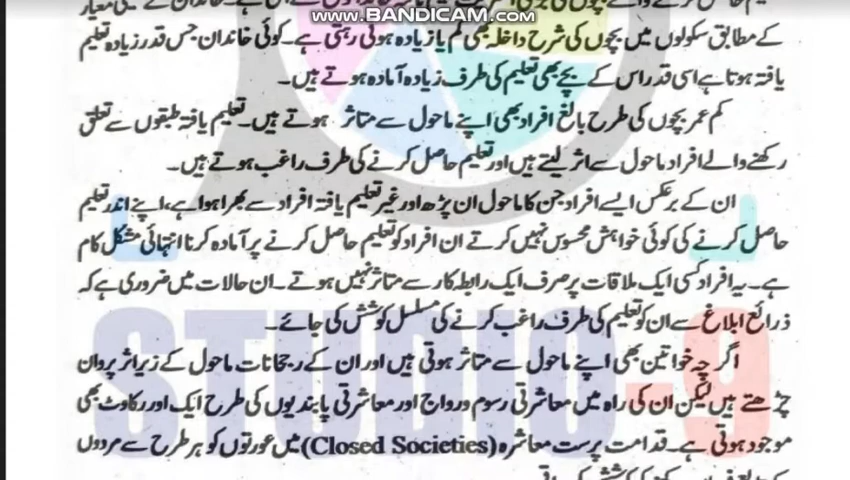 www.BANDICAM.com
کے مطابق سکولوں میں بچوں کی شرح داخلہ بھی کم یا زیادہ ہوتی رہتی ہے۔ کوئی خاندان جس قدر زیادہ تعلیم
یافتہ ہوتا ہے اسی قدر اس کے بچے بھی تعلیم کی طرف زیادہ آمادہ ہوتے ہیں۔
کم عمر بچوں کی طرح بالغ افراد بھی اپنے ماحول سے متاثر ہوتے ہیں۔ تعلیم یافتہ طبقوں سے تعلق
رکھنے والے افراد ماحول سے اثر لیتے ہیں اور تعلیم حاصل کرنے کی طرف راغب ہوتے ہیں۔
ان کے برعکس ایسے افراد جن کا ماحول ان پڑھ اور غیر تعلیم یافتہ افراد سے بھرا ہوا ہے، اپنے اندر تعلیم
حاصل کرنے کی کوئی خواہش محسوس نہیں کرتے ان افراد کو تعلیم حاصل کرنے پر آمادہ کرنا انتہائی مشکل کام
ہے۔ یہ افراد کسی ایک ملاقات پر صرف ایک رابطہ کار سے متاثر نہیں ہوتے۔ ان حالات میں ضروری ہے کہ
ذرائع ابلاغ سے ان کو تعلیم کی طرف راغب کرنے کی مسلسل کوشش کی جائے۔
اگر چہ خواتین بھی اپنے ماحول سے متاثر ہوتی ہیں اور ان کے رجحانات ماحول کے زیر اثر پروان
چڑھتے ہیں لیکن ان کی راہ میں معاشرتی رسوم و رواج اور معاشرتی پابندیوں کی طرح ایک اور رکاوٹ بھی
موجود ہوتی ہے۔ قدامت پرست معاشرہ (Closed Societies) میں عورتوں کو ہر طرح سے مردوں
STUDIO-9